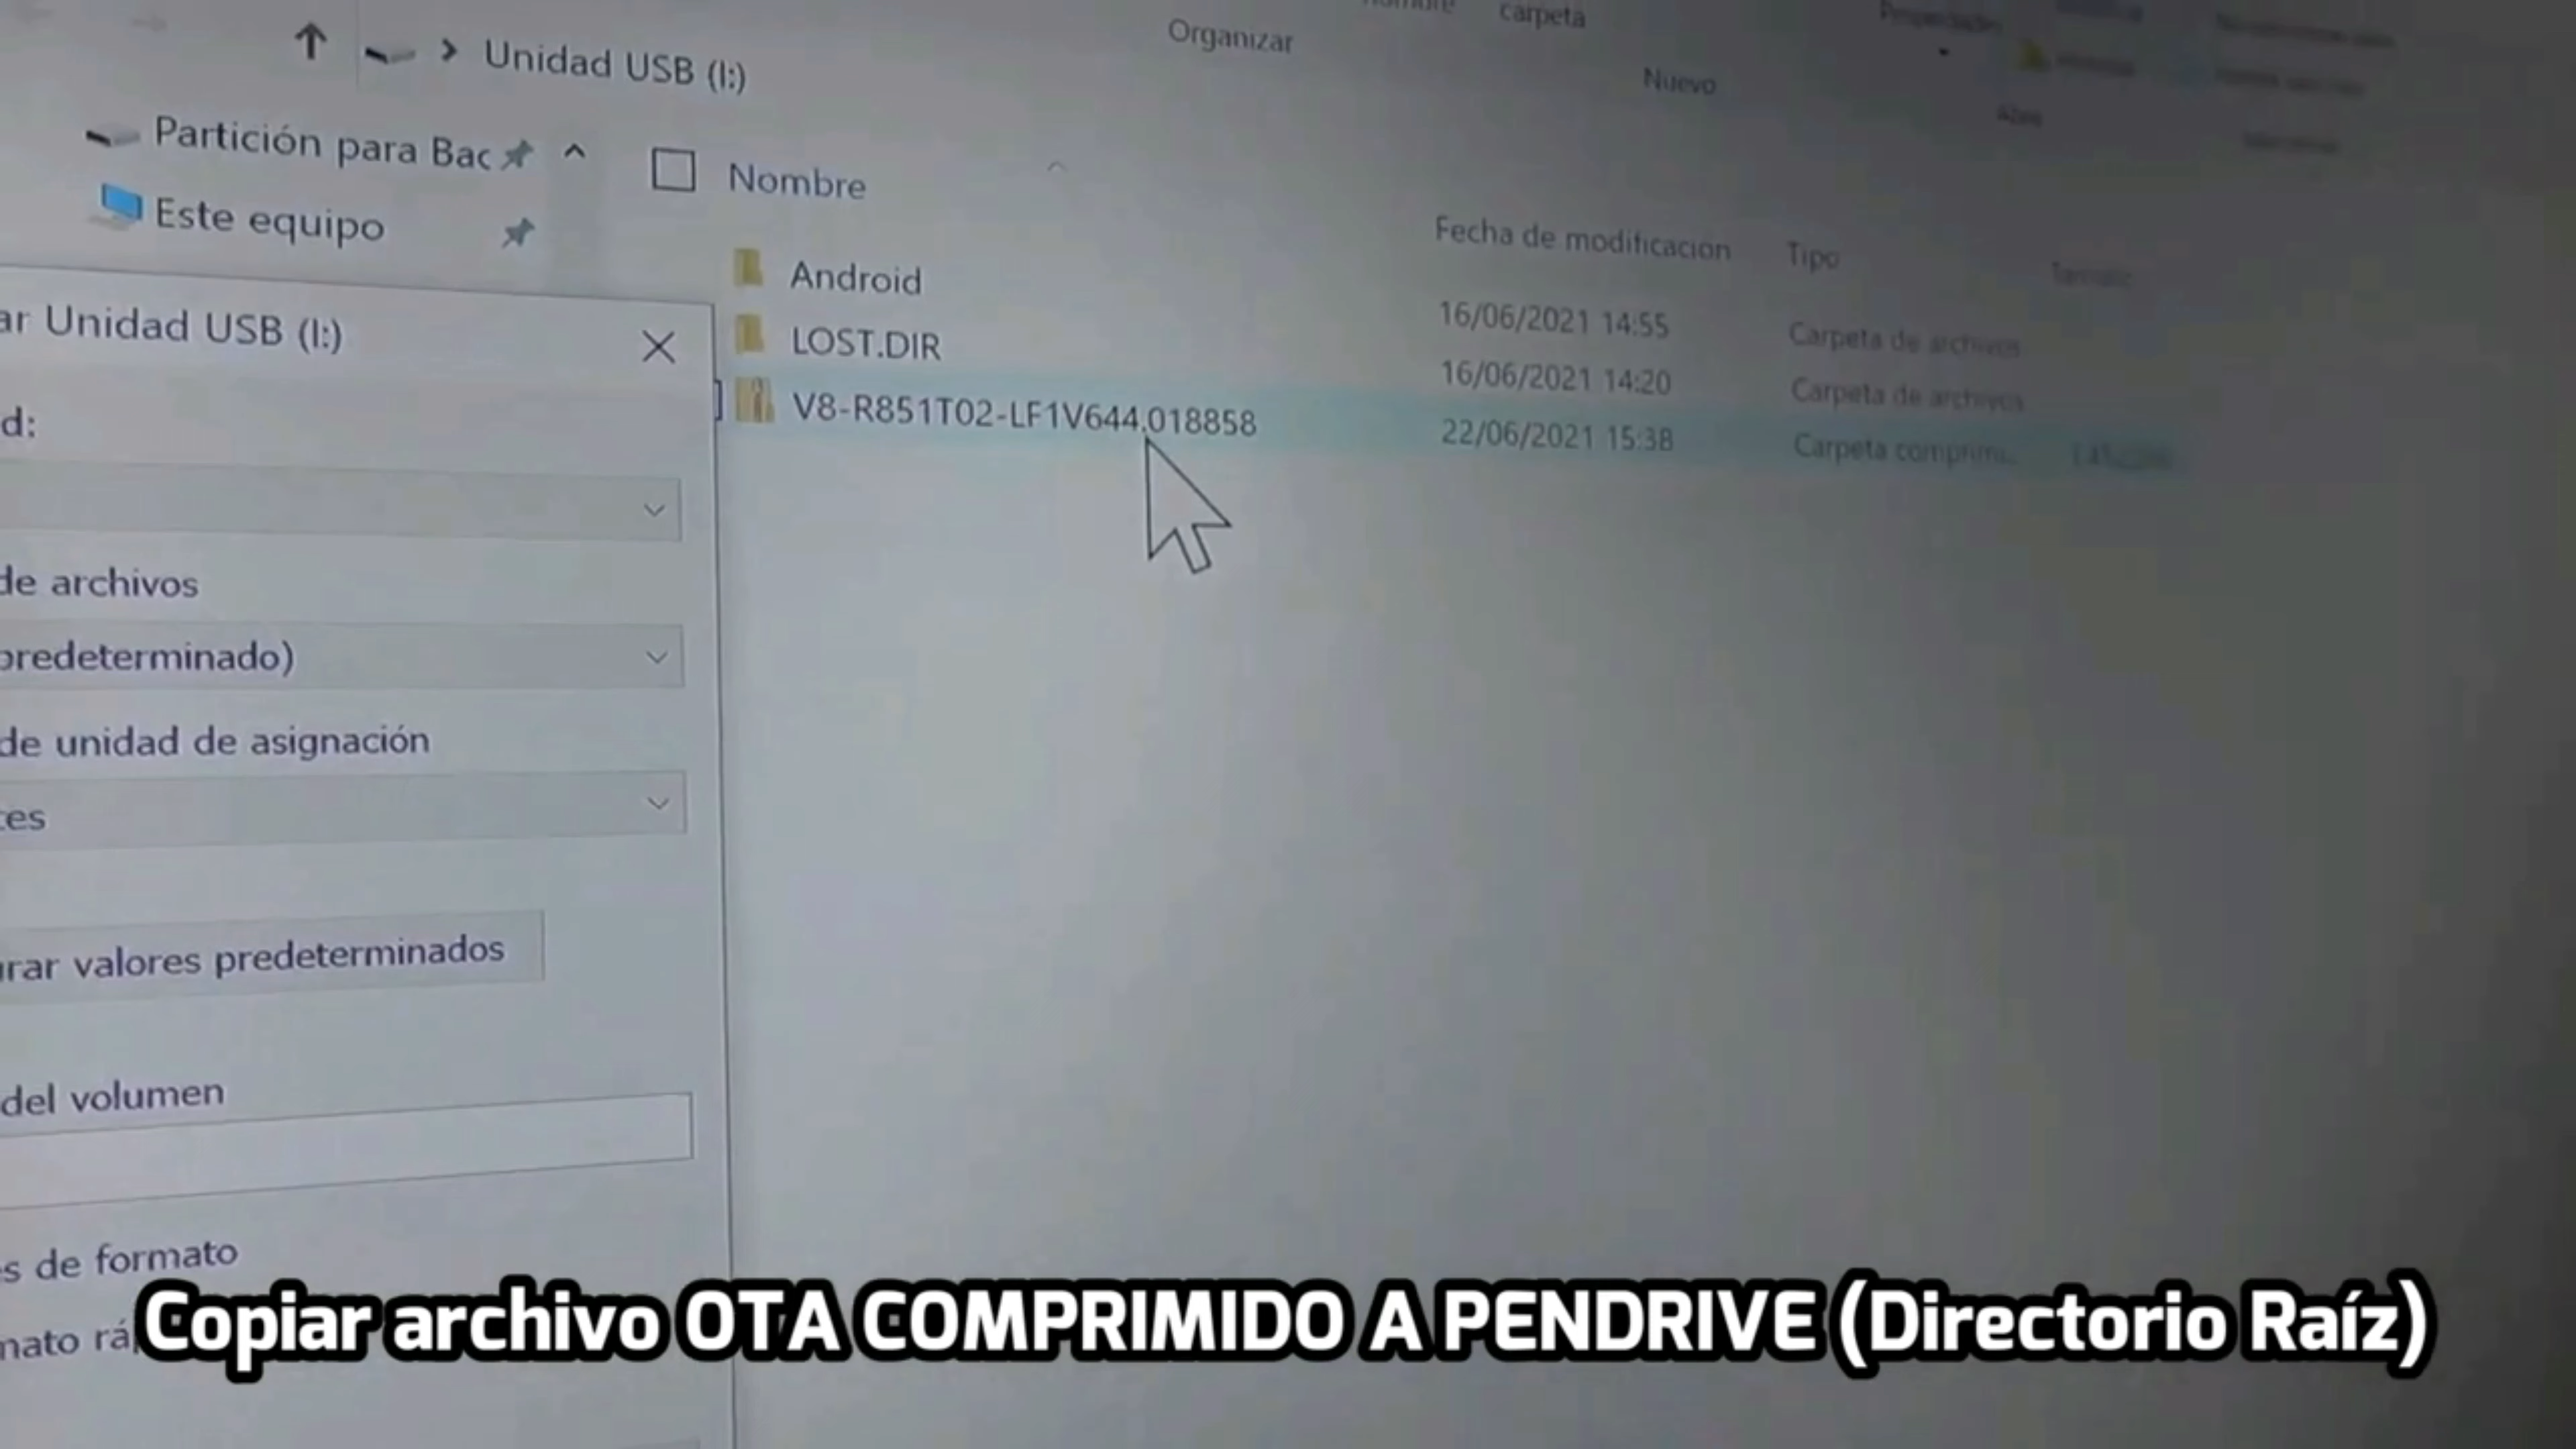 Unidad USB (I:)
Organizar
carpeta
Nuevo
Partición para Bac
Este equipo
Nombre
Fecha de modificación
Tipo
Android
16/06/2021 14:55
Carpeta de archivos
LOST.DIR
16/06/2021 14:20
Carpeta de archivos
V8-R851T02-LF1V644.018858
22/06/2021 15:38
Carpeta comprimi...
ar Unidad USB (I:)
d:
de archivos
predeterminado)
de unidad de asignación
tes
urar valores predeterminados
del volumen
s de formato
mato rá
Copiar archivo OTA COMPRIMIDO A PENDRIVE (Directorio Raíz)